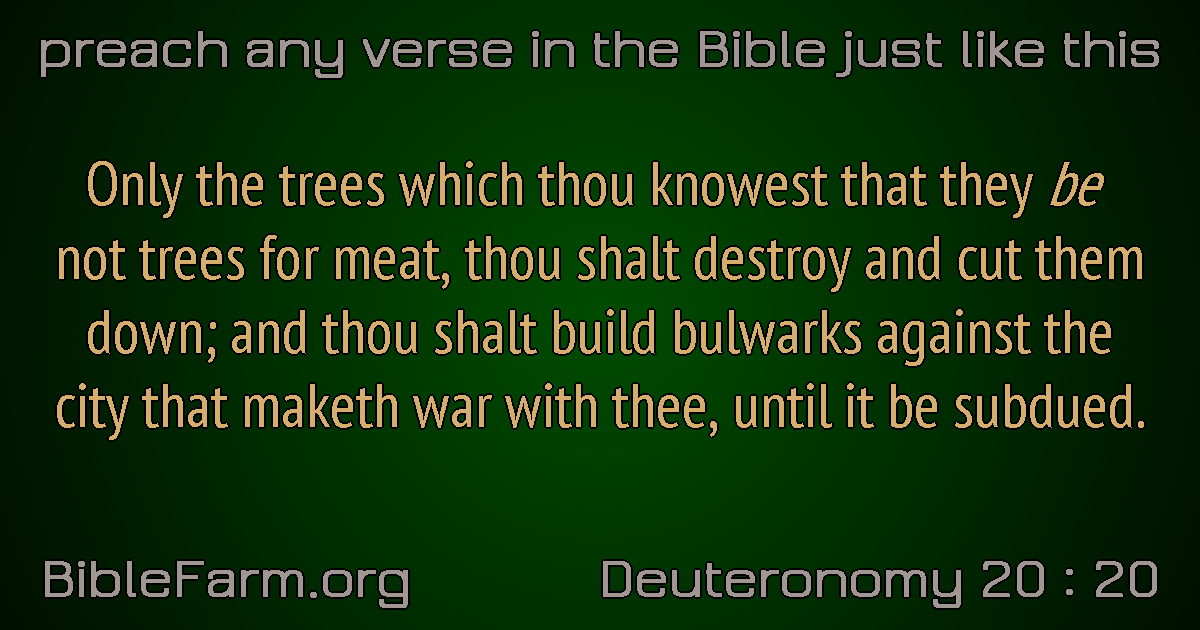 preach any verse in the Bible just like this
Only the trees which thou knowest that they be
not trees for meat, thou shalt destroy and cut them
down; and thou shalt build bulwarks against the
city that maketh war with thee, until it be subdued.
BibleFarm.org
Deuteronomy 20 : 20